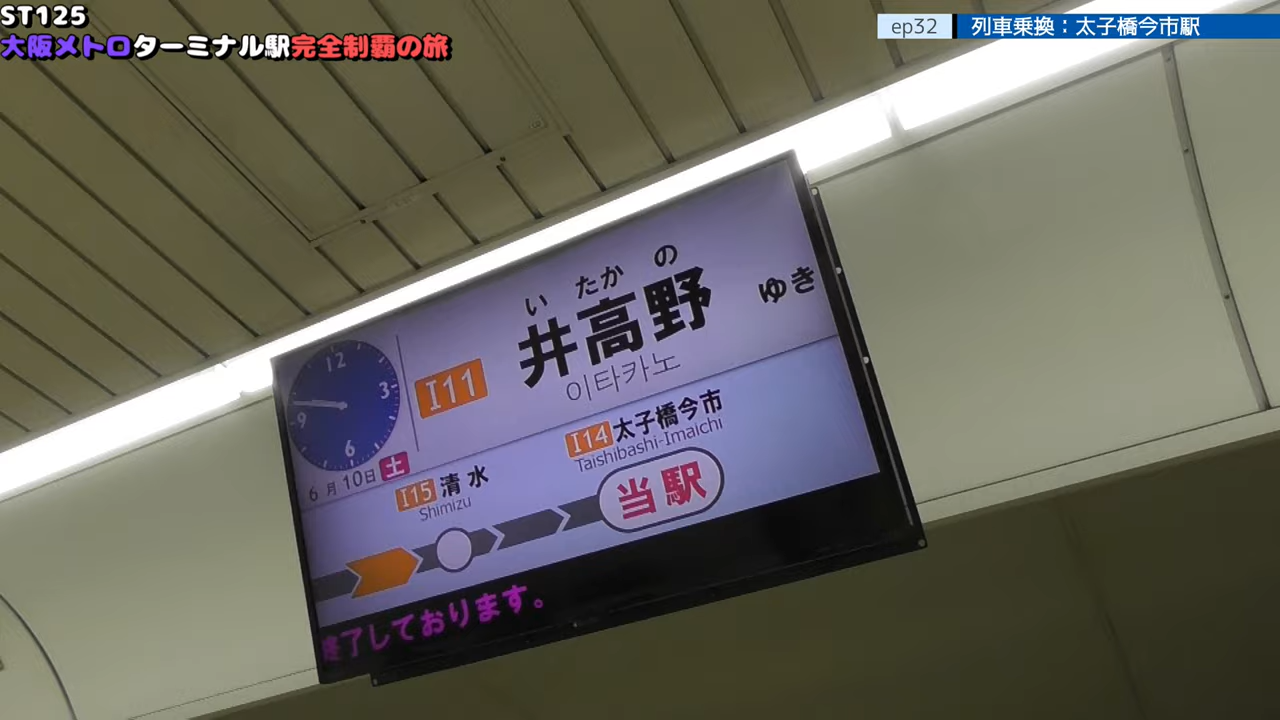 ST125
大阪メトロターミナル駅完全制覇の旅
ep32
列車乗換：太子橋今市駅
いたかの
I11 井高野 ゆき
이타카노
12
3
6
9
6月10日 土
I14 太子橋今市
Taishibashi-Imaichi
I15 清水
Shimizu
当駅
終了しております。